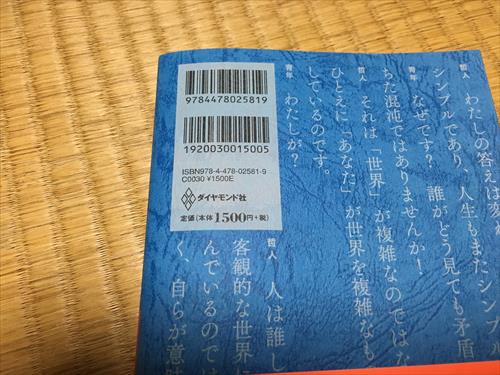 9784478025819
1920030015005
ISBN978-4-478-02581-9
C0030 ¥1500E
ダイヤモンド社
定価(本体1500円+税)
哲人 わたしの答えは変わ
シンプルであり、人生もまたシンプル
青年 なぜです? 誰がどう見ても矛盾
ちた混沌ではありませんか!
哲人 それは「世界」が複雑なのではな
ひとえに「あなた」が世界を複雑なも
しているのです。
青年 わたしが?
哲人 人は誰し
客観的な世界に
んでいるのでは
く、自らが意味